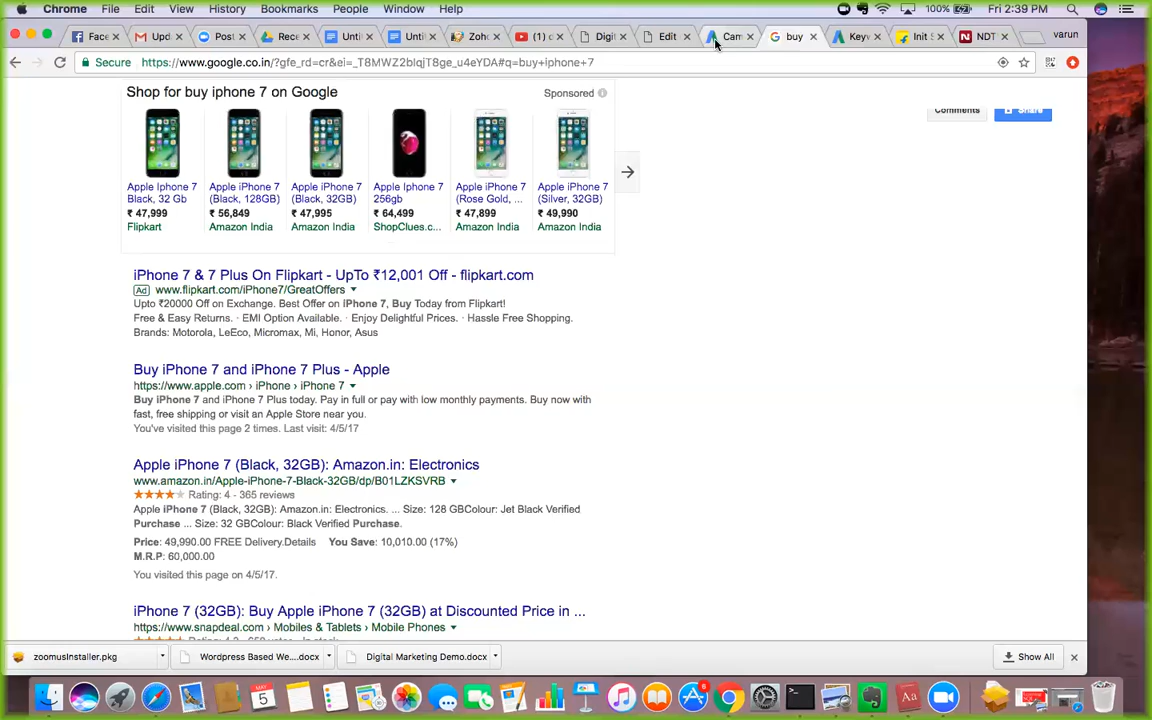 Chrome File Edit View History Bookmarks People Window Help 100% Fri 2:39 PM
Face Upd Post Rece Unti Unti Zoho (1) d Digit Edit Cam buy Keyw Init S NDT varun
Secure https://www.google.co.in/?gfe_rd=cr&ei=_T8MWZ2blqjT8ge_u4eYDA#q=buy+iphone+7
Shop for buy iphone 7 on Google Sponsored
Comments Share
Apple Iphone 7 Apple iPhone 7 Apple iPhone 7 Apple Iphone 7 Apple iPhone 7 Apple iPhone 7
Black, 32 Gb (Black, 128GB) (Black, 32GB) 256gb (Rose Gold, ... (Silver, 32GB)
₹ 47,999 ₹ 56,849 ₹ 47,995 ₹ 64,499 ₹ 47,899 ₹ 49,990
Flipkart Amazon India Amazon India ShopClues.c... Amazon India Amazon India
iPhone 7 & 7 Plus On Flipkart - UpTo ₹12,001 Off - flipkart.com
Ad www.flipkart.com/iPhone7/GreatOffers
Upto ₹20000 Off on Exchange. Best Offer on iPhone 7, Buy Today from Flipkart!
Free & Easy Returns. · EMI Option Available. · Enjoy Delightful Prices. · Hassle Free Shopping.
Brands: Motorola, LeEco, Micromax, Mi, Honor, Asus
Buy iPhone 7 and iPhone 7 Plus - Apple
https://www.apple.com › iPhone › iPhone 7
Buy iPhone 7 and iPhone 7 Plus today. Pay in full or pay with low monthly payments. Buy now with
fast, free shipping or visit an Apple Store near you.
You've visited this page 2 times. Last visit: 4/5/17
Apple iPhone 7 (Black, 32GB): Amazon.in: Electronics
www.amazon.in/Apple-iPhone-7-Black-32GB/dp/B01LZKSVRB
Rating: 4 - 365 reviews
Apple iPhone 7 (Black, 32GB): Amazon.in: Electronics. ... Size: 128 GBColour: Jet Black Verified
Purchase ... Size: 32 GBColour: Black Verified Purchase.
Price: 49,990.00 FREE Delivery.Details You Save: 10,010.00 (17%)
M.R.P: 60,000.00
You visited this page on 4/5/17.
iPhone 7 (32GB): Buy Apple iPhone 7 (32GB) at Discounted Price in ...
https://www.snapdeal.com › Mobiles & Tablets › Mobile Phones
zoomusInstaller.pkg Wordpress Based We....docx Digital Marketing Demo.docx Show All
MAY 5 Aa 6